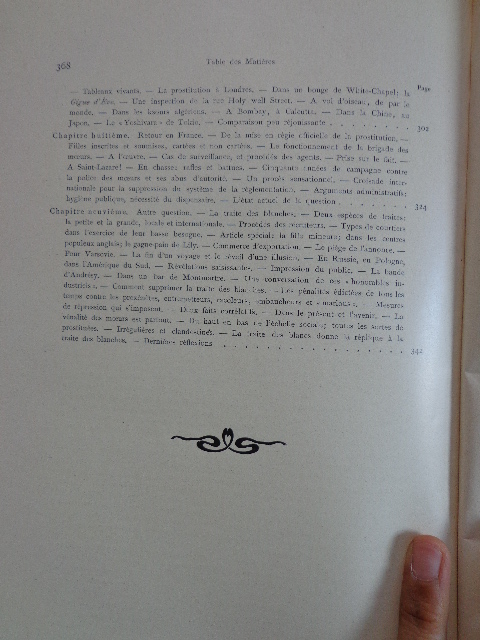 368
Table des Matières
Page
— Tableaux vivants. — La prostitution à Londres. — Dans un bouge de White-Chapel: la
Gigue d'Ève. — Une inspection de la rue Holy well Street. — A vol d'oiseau, de par le
monde. — Dans les ksours algériens. — A Bombay, à Calcutta. — Dans la Chine, au
Japon. — Le «Yoshivara» de Tokio. — Comparaison peu réjouissante . . . . . . . 302
Chapitre huitième. Retour en France. — De la mise en régie officielle de la prostitution. —
Filles inscrites et soumises, cartées et non cartées. — Le fonctionnement de la brigade des
mœurs. — A l'œuvre. — Cas de surveillance, et procédés des agents. — Prise sur le fait. —
A Saint-Lazare! — En chasse: rafles et battues. — Cinquante années de campagne contre
la police des mœurs et ses abus d'autorité. — Un procès sensationnel. — Croisade inter-
nationale pour la suppression du système de la réglementation. — Arguments administratifs:
hygiène publique, nécessité du dispensaire. — L'état actuel de la question . . . . . . . 324
Chapitre neuvième. Autre question. — La traite des blanches. — Deux espèces de traites:
la petite et la grande, locale et internationale. — Procédés des recruteurs. — Types de courtiers
dans l'exercice de leur basse besogne. — Article spécial: la fille mineure; dans les centres
populeux anglais; le gagne-pain de Lily. — Commerce d'exportation. — Le piège de l'annonce. —
Pour Varsovie. — La fin d'un voyage et le réveil d'une illusion. — En Russie, en Pologne,
dans l'Amérique du Sud. — Révélations saisissantes. — Impression du public. — La bande
d'Andrésy. — Dans un bar de Montmartre. — Une conversation de ces «honorables in-
dustriels». — Comment supprimer la traite des blanches. — Les pénalités édictées de tous les
temps contre les proxénètes, entremetteurs, enjôleurs, embaucheurs et «marlous». — Mesures
de répression qui s'imposent. — Deux faits corrélatifs. — Dans le présent et l'avenir. — La
vénalité des mœurs est partout. — Du haut en bas de l'échelle sociale; toutes les sortes de
prostituées. — Irrégulières et clandestines. — La traite des blancs donne la réplique à la
traite des blanches. — Dernières réflexions . . . . . . . . . . . . . . . . . . 342